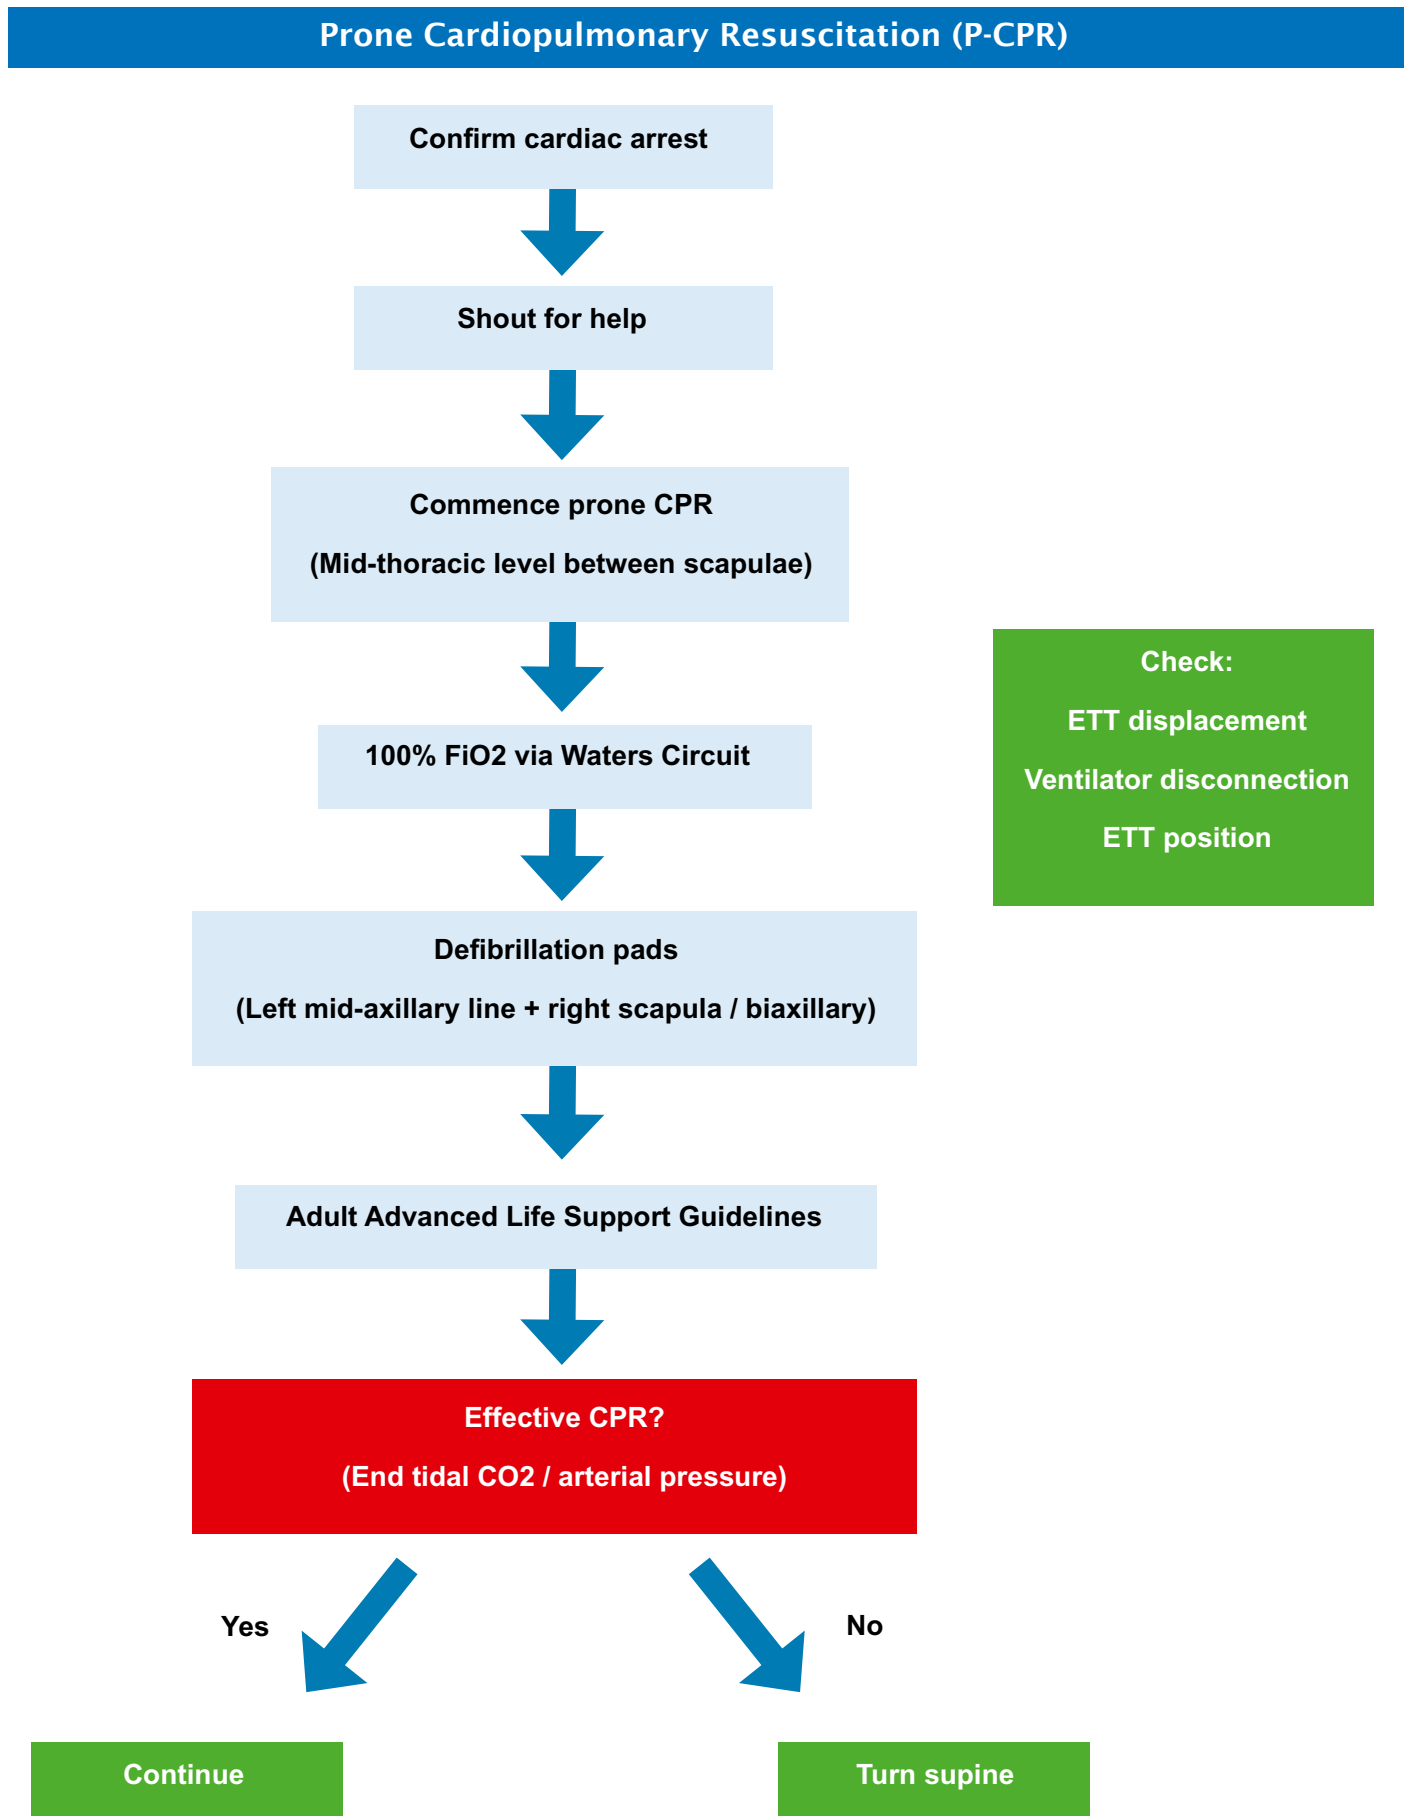 Prone Cardiopulmonary Resuscitation (P-CPR)
Confirm cardiac arrest
Shout for help
Commence prone CPR
(Mid-thoracic level between scapulae)
100% FiO2 via Waters Circuit
Check:
ETT displacement
Ventilator disconnection
ETT position
Defibrillation pads
(Left mid-axillary line + right scapula / biaxillary)
Adult Advanced Life Support Guidelines
Effective CPR?
(End tidal CO2 / arterial pressure)
Yes
No
Continue
Turn supine